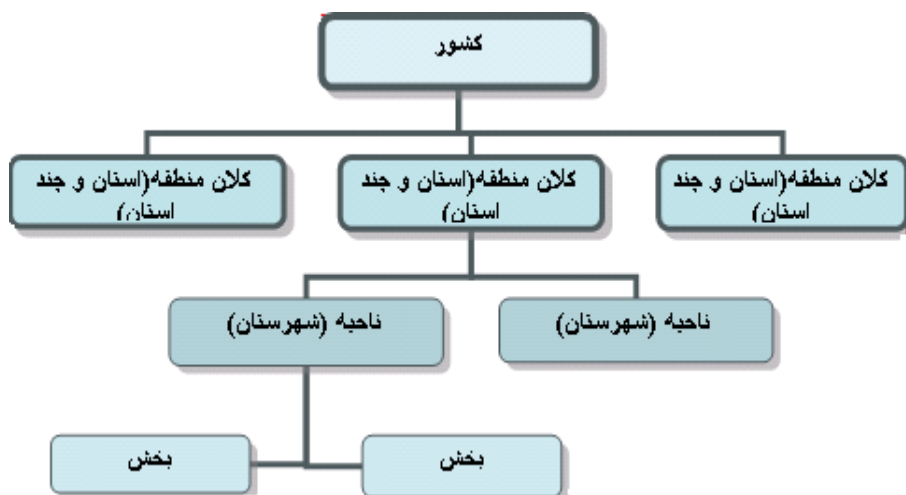 کشور
کلان منطقه(استان و چند
استان)
کلان منطقه(استان و چند
استان)
کلان منطقه(استان و چند
استان)
ناحیه (شهرستان)
ناحیه (شهرستان)
بخش
بخش